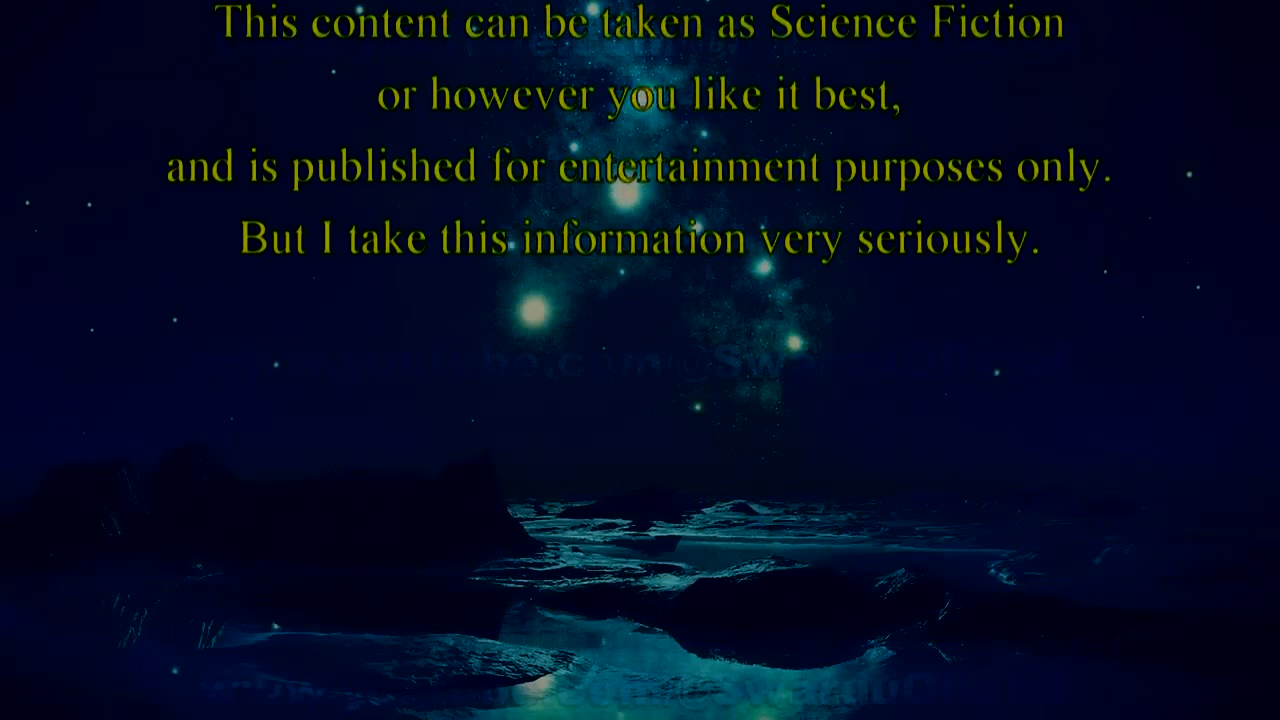 This content can be taken as Science Fiction
or however you like it best,
and is published for entertainment purposes only.
But I take this information very seriously.